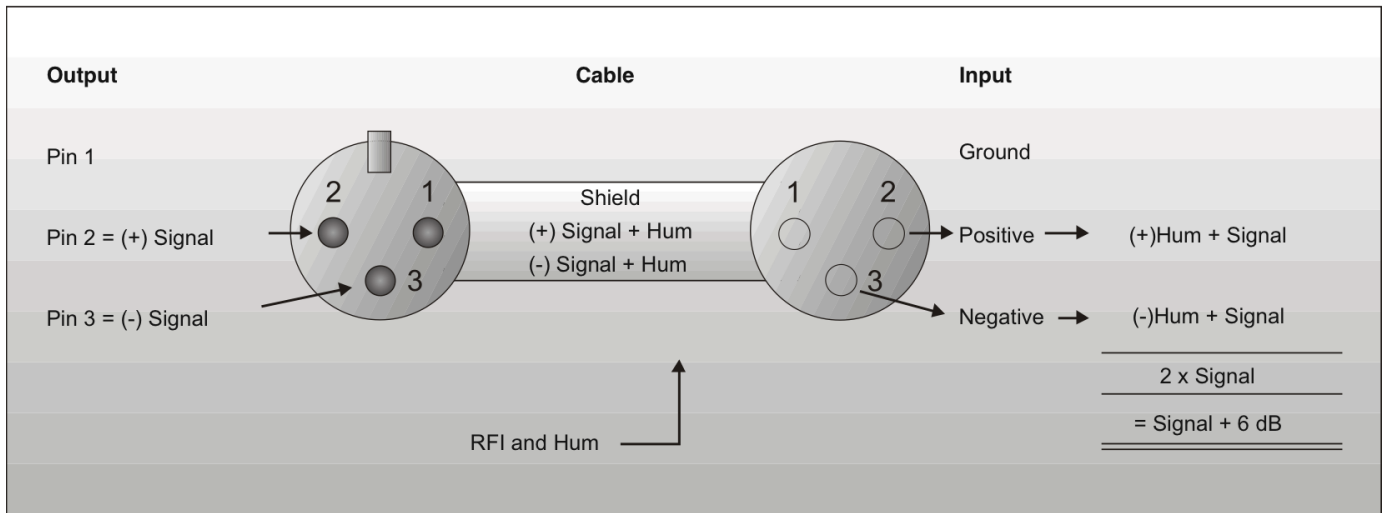 Output
Cable
Input
Pin 1
Ground
2
1
Shield
1
2
Pin 2 = (+) Signal
(+) Signal + Hum
Positive
(+)Hum + Signal
(-) Signal + Hum
3
3
Pin 3 = (-) Signal
Negative
(-)Hum + Signal
2 x Signal
= Signal + 6 dB
RFI and Hum